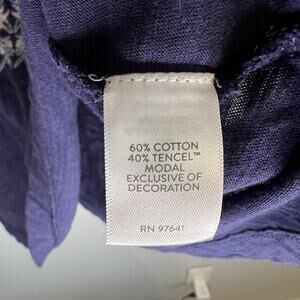 60% COTTON
40% TENCEL™
MODAL
EXCLUSIVE OF
DECORATION
RN 97641